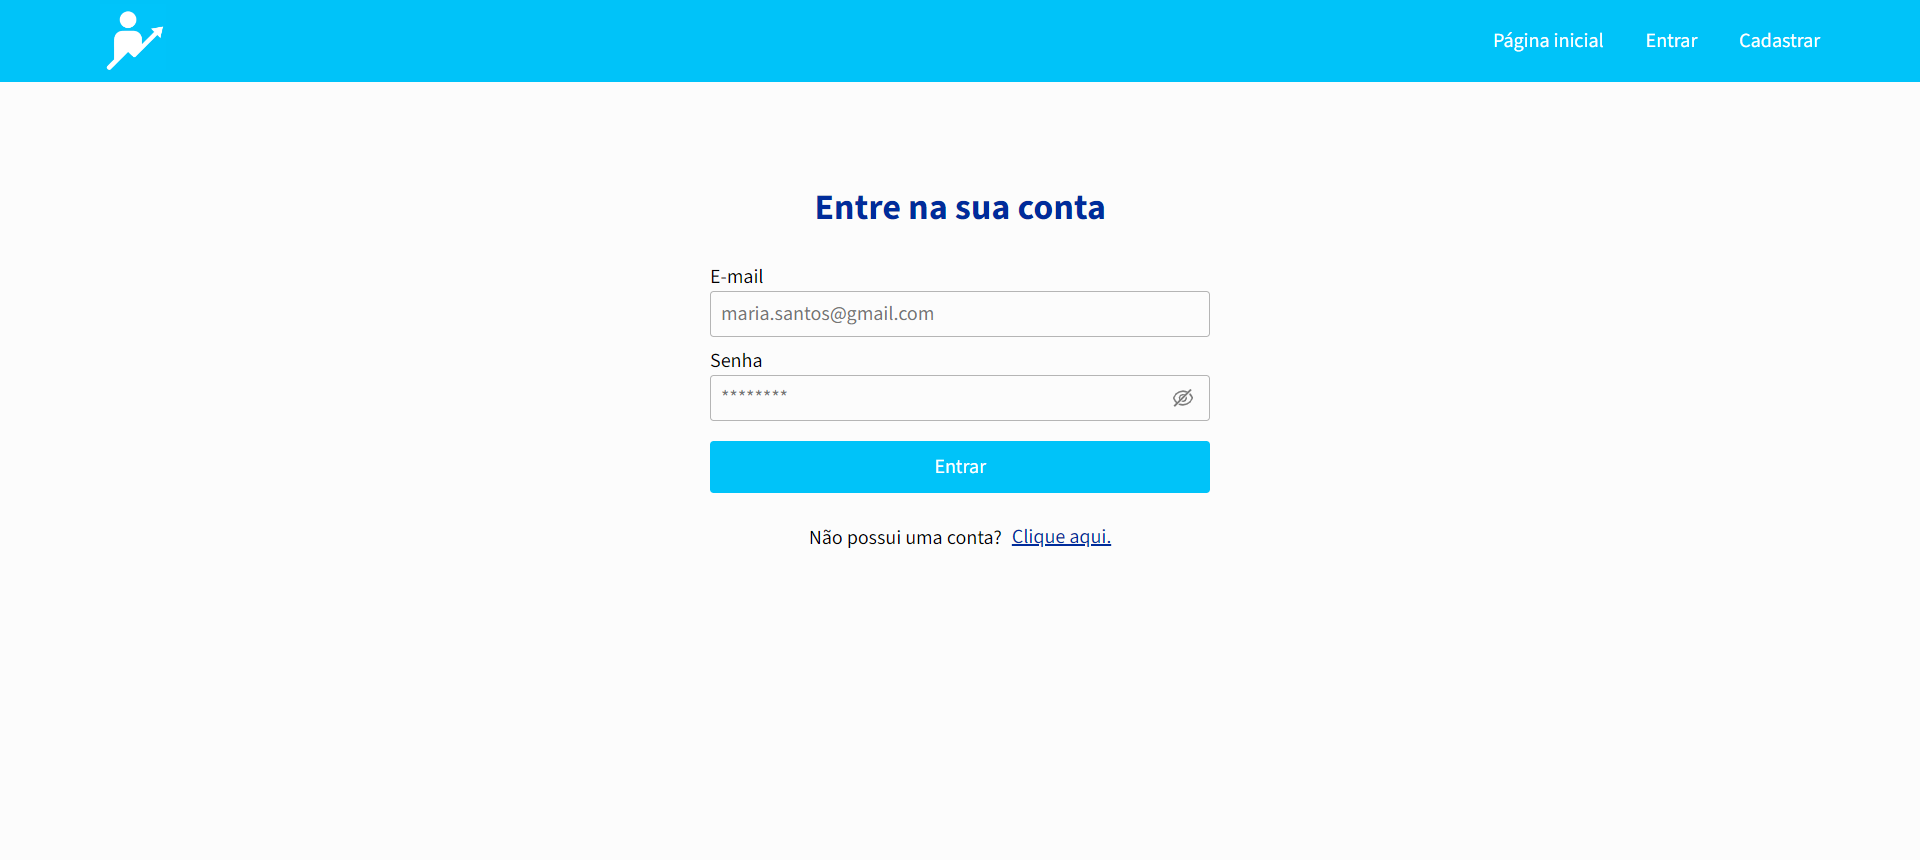 Página inicial Entrar Cadastrar
Entre na sua conta
E-mail
maria.santos@gmail.com
Senha
********
Entrar
Não possui uma conta? Clique aqui.